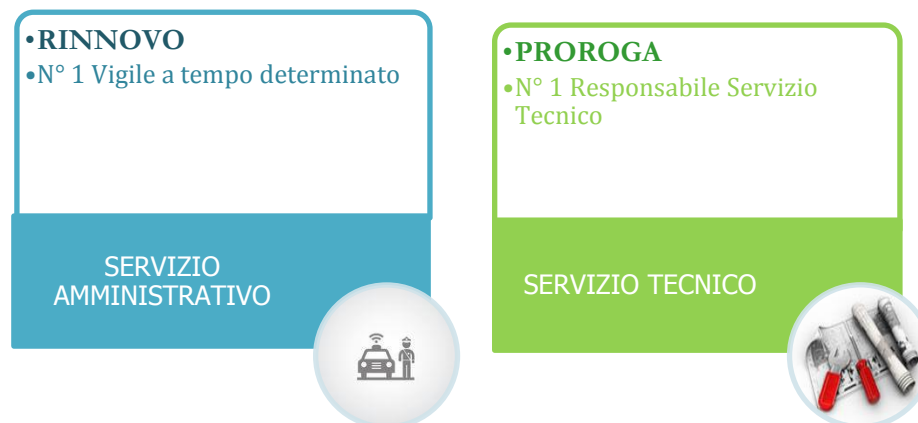 •RINNOVO
•N° 1 Vigile a tempo determinato
SERVIZIO
AMMINISTRATIVO
•PROROGA
•N° 1 Responsabile Servizio
Tecnico
SERVIZIO TECNICO